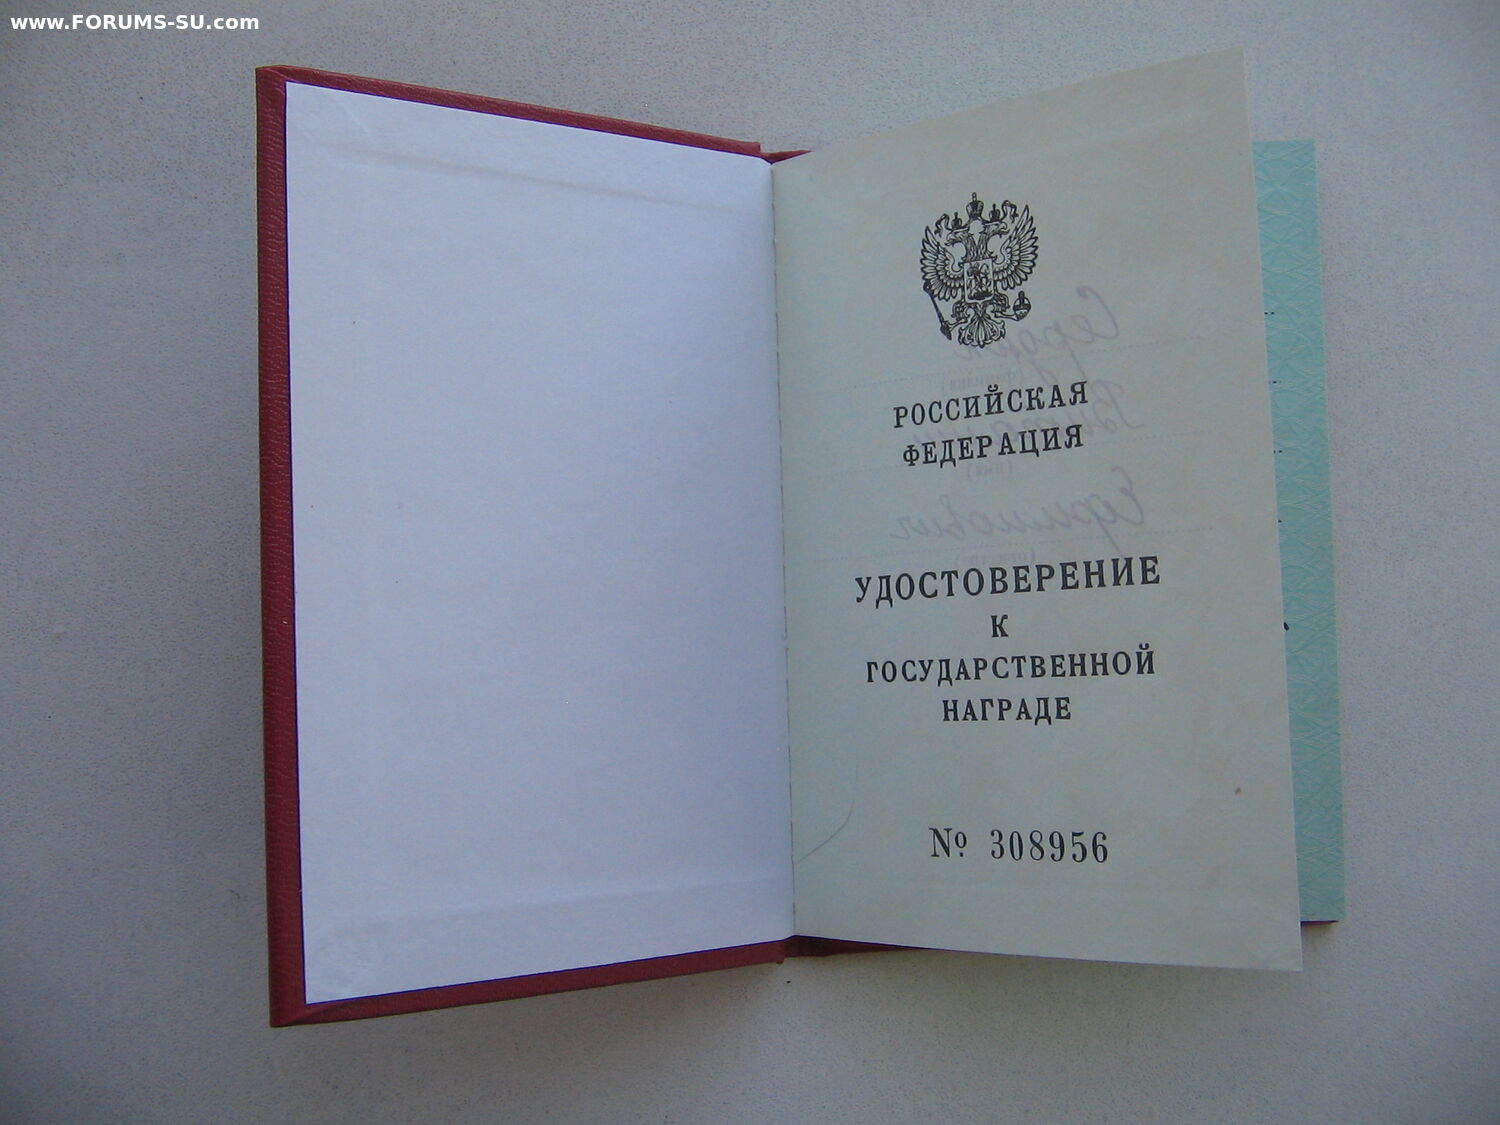 www.FORUMS-SU.com
РОССИЙСКАЯ
ФЕДЕРАЦИЯ
УДОСТОВЕРЕНИЕ
К
ГОСУДАРСТВЕННОЙ
НАГРАДЕ
№ 308956